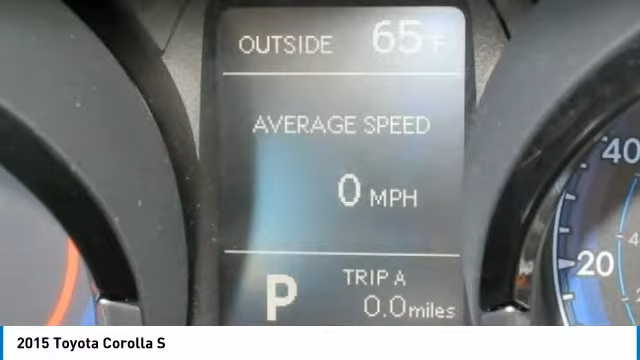 OUTSIDE 65°F
AVERAGE SPEED
0 MPH
P
TRIP A
0.0 miles
40
20
2015 Toyota Corolla S